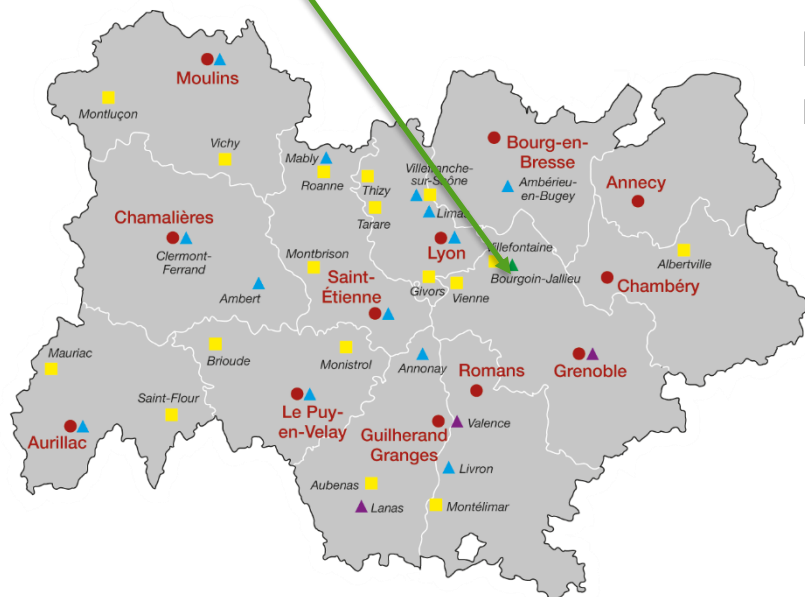 Moulins
Montluçon
Vichy
Mably
Roanne
Thizy
Tarare
Villefranche-
sur-Saône
Bourg-en-
Bresse
Ambérieu-
en-Bugey
Annecy
Chamalières
Clermont-
Ferrand
Ambert
Montbrison
Saint-
Étienne
Lyon
Givors
Vienne
Villefontaine
Bourgoin-Jallieu
Chambéry
Albertville
Mauriac
Brioude
Monistrol
Saint-Flour
Aurillac
Le Puy-
en-Velay
Annonay
Romans
Grenoble
Guilherand
Granges
Valence
Livron
Aubenas
Lanas
Montélimar